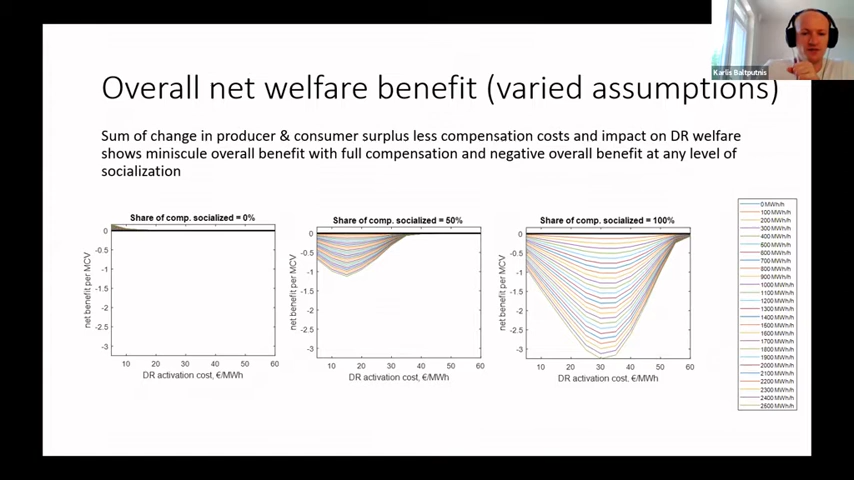 Karlis Baltputnis
Overall net welfare benefit (varied assumptions)
Sum of change in producer & consumer surplus less compensation costs and impact on DR welfare
shows miniscule overall benefit with full compensation and negative overall benefit at any level of
socialization
Share of comp. socialized = 0%
0
-0.5
-1
-1.5
-2
-2.5
-3
net benefit per MCV
10 20 30 40 50 60
DR activation cost, €/MWh
Share of comp. socialized = 50%
0
-0.5
-1
-1.5
-2
-2.5
-3
net benefit per MCV
10 20 30 40 50 60
DR activation cost, €/MWh
Share of comp. socialized = 100%
0
-0.5
-1
-1.5
-2
-2.5
-3
net benefit per MCV
10 20 30 40 50 60
DR activation cost, €/MWh
0 MWh/h
100 MWh/h
200 MWh/h
300 MWh/h
400 MWh/h
600 MWh/h
700 MWh/h
900 MWh/h
1000 MWh/h
1100 MWh/h
1200 MWh/h
1300 MWh/h
1400 MWh/h
1600 MWh/h
1700 MWh/h
1800 MWh/h
1900 MWh/h
2000 MWh/h
2100 MWh/h
2200 MWh/h
2300 MWh/h
2400 MWh/h
2500 MWh/h